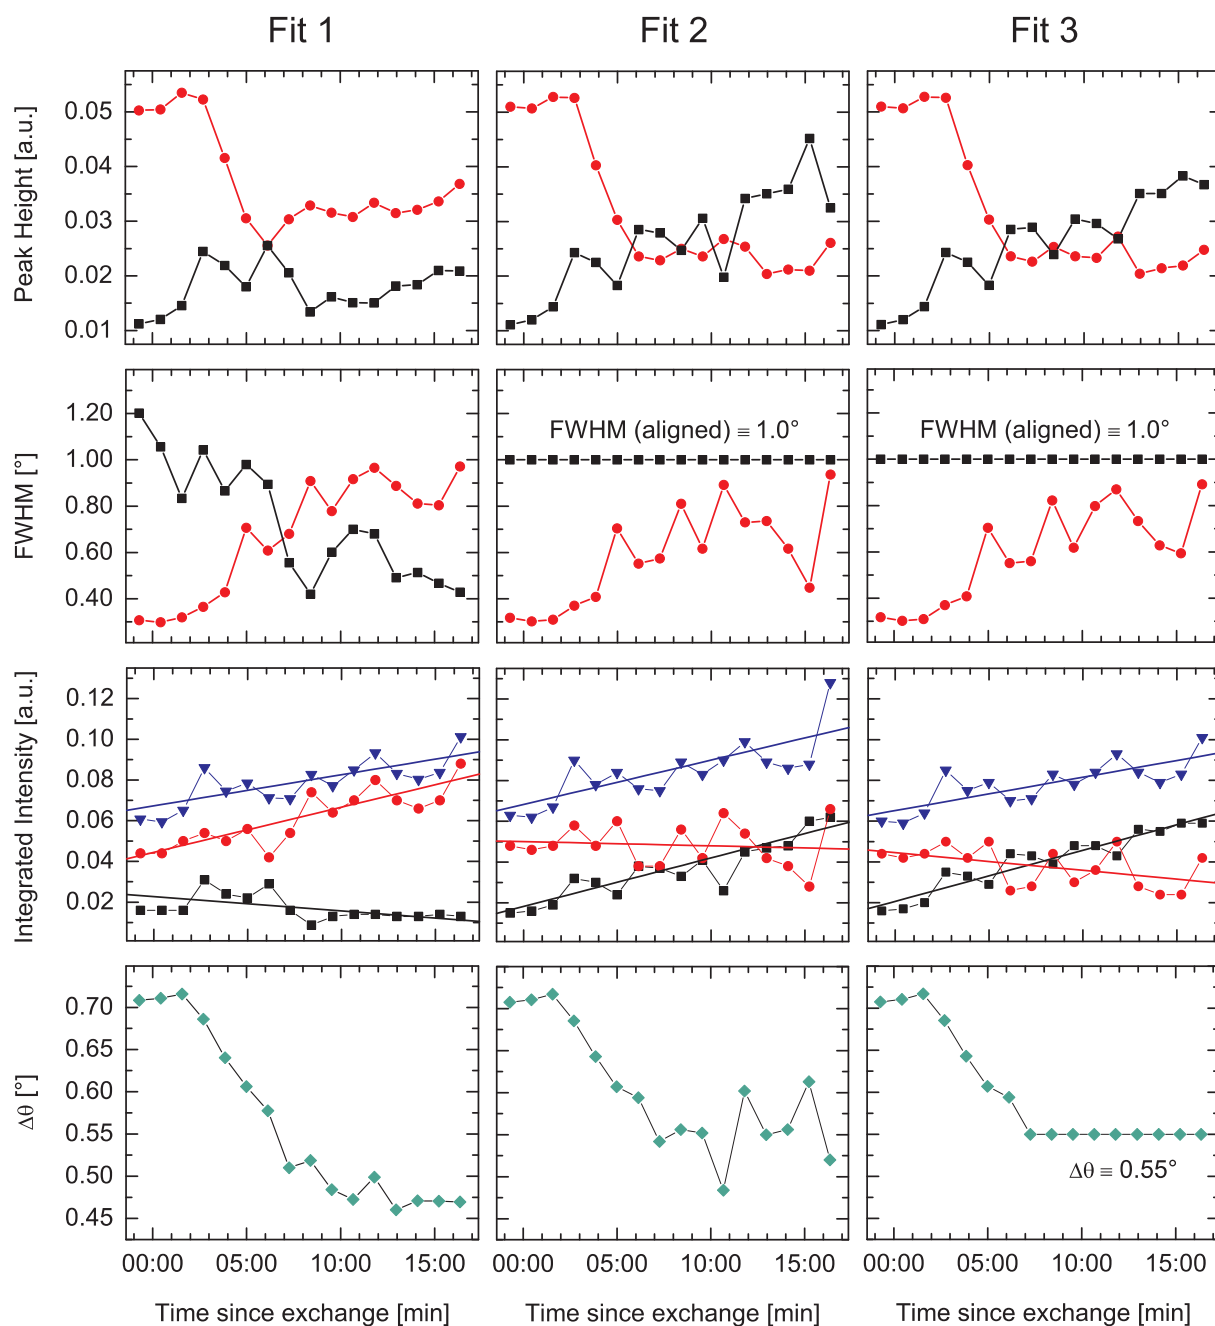 Fit 1 Fit 2 Fit 3
Peak Height [a.u.]
0.05
0.04
0.03
0.02
0.01
FWHM [°]
1.20
1.00
0.80
0.60
0.40
FWHM (aligned) ≡ 1.0°
FWHM (aligned) ≡ 1.0°
Integrated Intensity [a.u.]
0.12
0.10
0.08
0.06
0.04
0.02
Δθ [°]
0.70
0.65
0.60
0.55
0.50
0.45
Δθ ≡ 0.55°
00:00 05:00 10:00 15:00 00:00 05:00 10:00 15:00 00:00 05:00 10:00 15:00
Time since exchange [min] Time since exchange [min] Time since exchange [min]